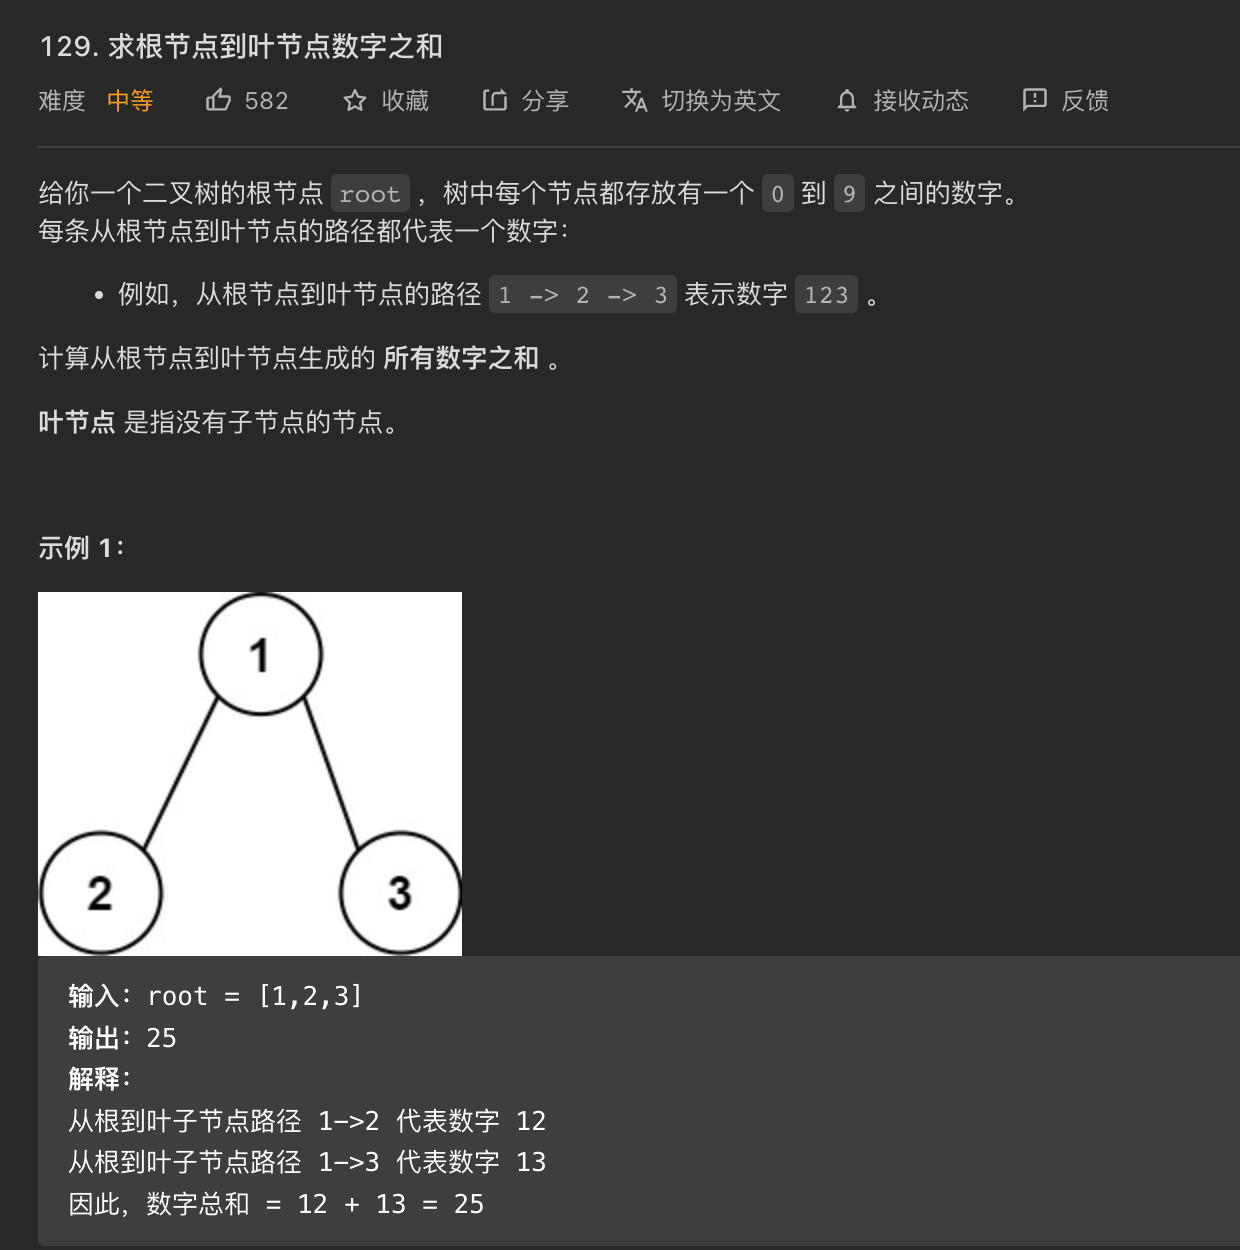 129. 求根节点到叶节点数字之和
难度 中等 582 收藏 分享 切换为英文 接收动态 反馈
给你一个二叉树的根节点 root ，树中每个节点都存放有一个 0 到 9 之间的数字。
每条从根节点到叶节点的路径都代表一个数字：
• 例如，从根节点到叶节点的路径 1 -> 2 -> 3 表示数字 123 。
计算从根节点到叶节点生成的 所有数字之和 。
叶节点 是指没有子节点的节点。
示例 1：
1
2 3
输入：root = [1,2,3]
输出：25
解释：
从根到叶子节点路径 1->2 代表数字 12
从根到叶子节点路径 1->3 代表数字 13
因此，数字总和 = 12 + 13 = 25